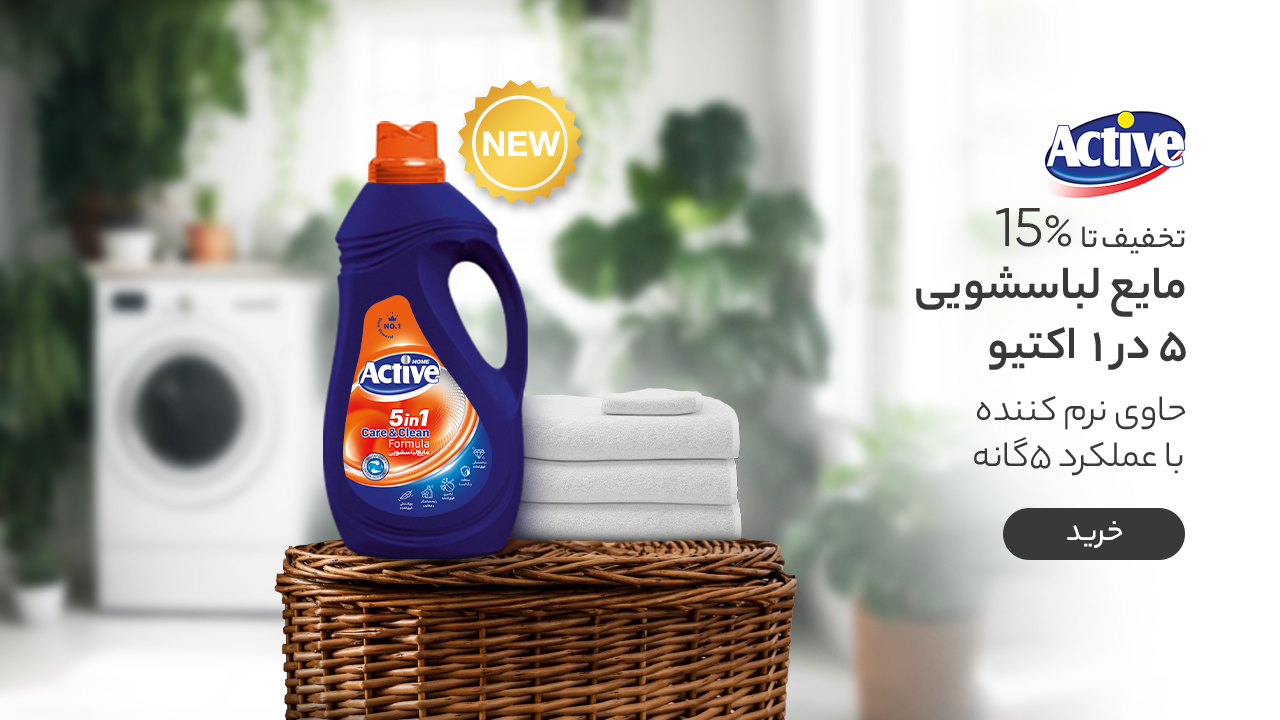 Active
تخفیف تا 15%
مایع لباسشویی
۵ در ۱ اکتیو
حاوی نرم کننده
با عملکرد ۵گانه
خرید
NEW
NO.1
HOME
Active
5in1
Care & Clean
Formula
مایع لباسشویی